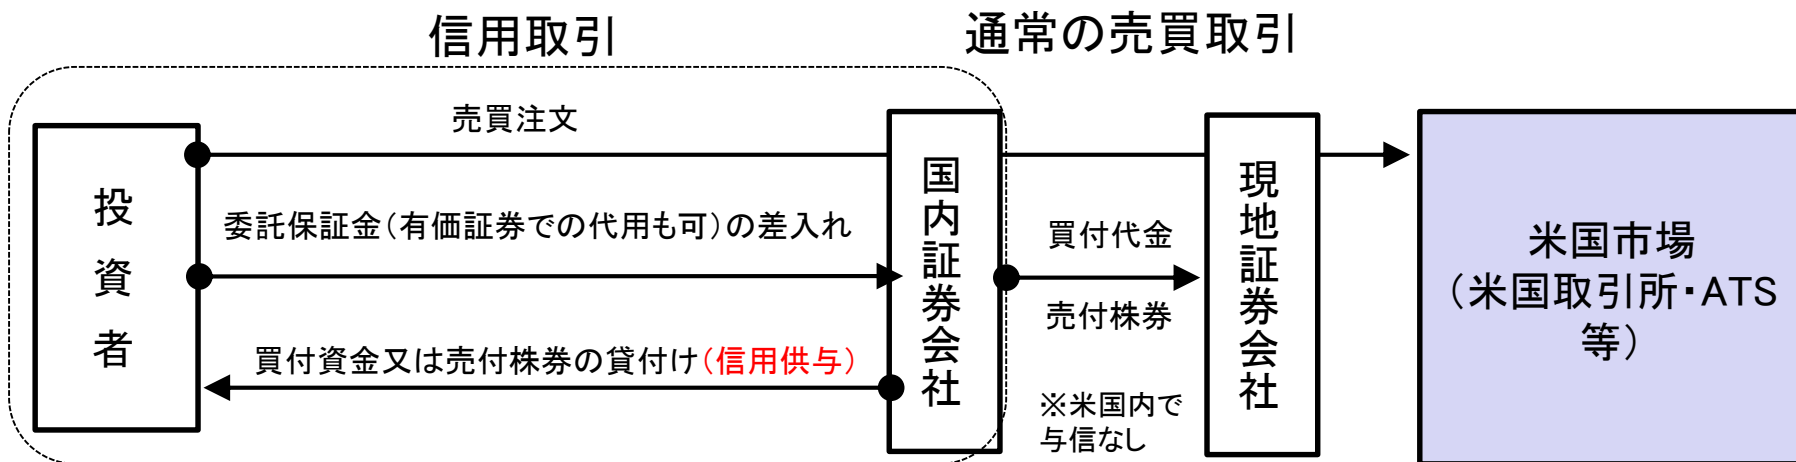 信用取引
通常の売買取引
売買注文
投資者
委託保証金(有価証券での代用も可)の差入れ
買付資金又は売付株券の貸付け(信用供与)
国内証券会社
買付代金
売付株券
※米国内で
与信なし
現地証券会社
米国市場
(米国取引所・ATS
等)